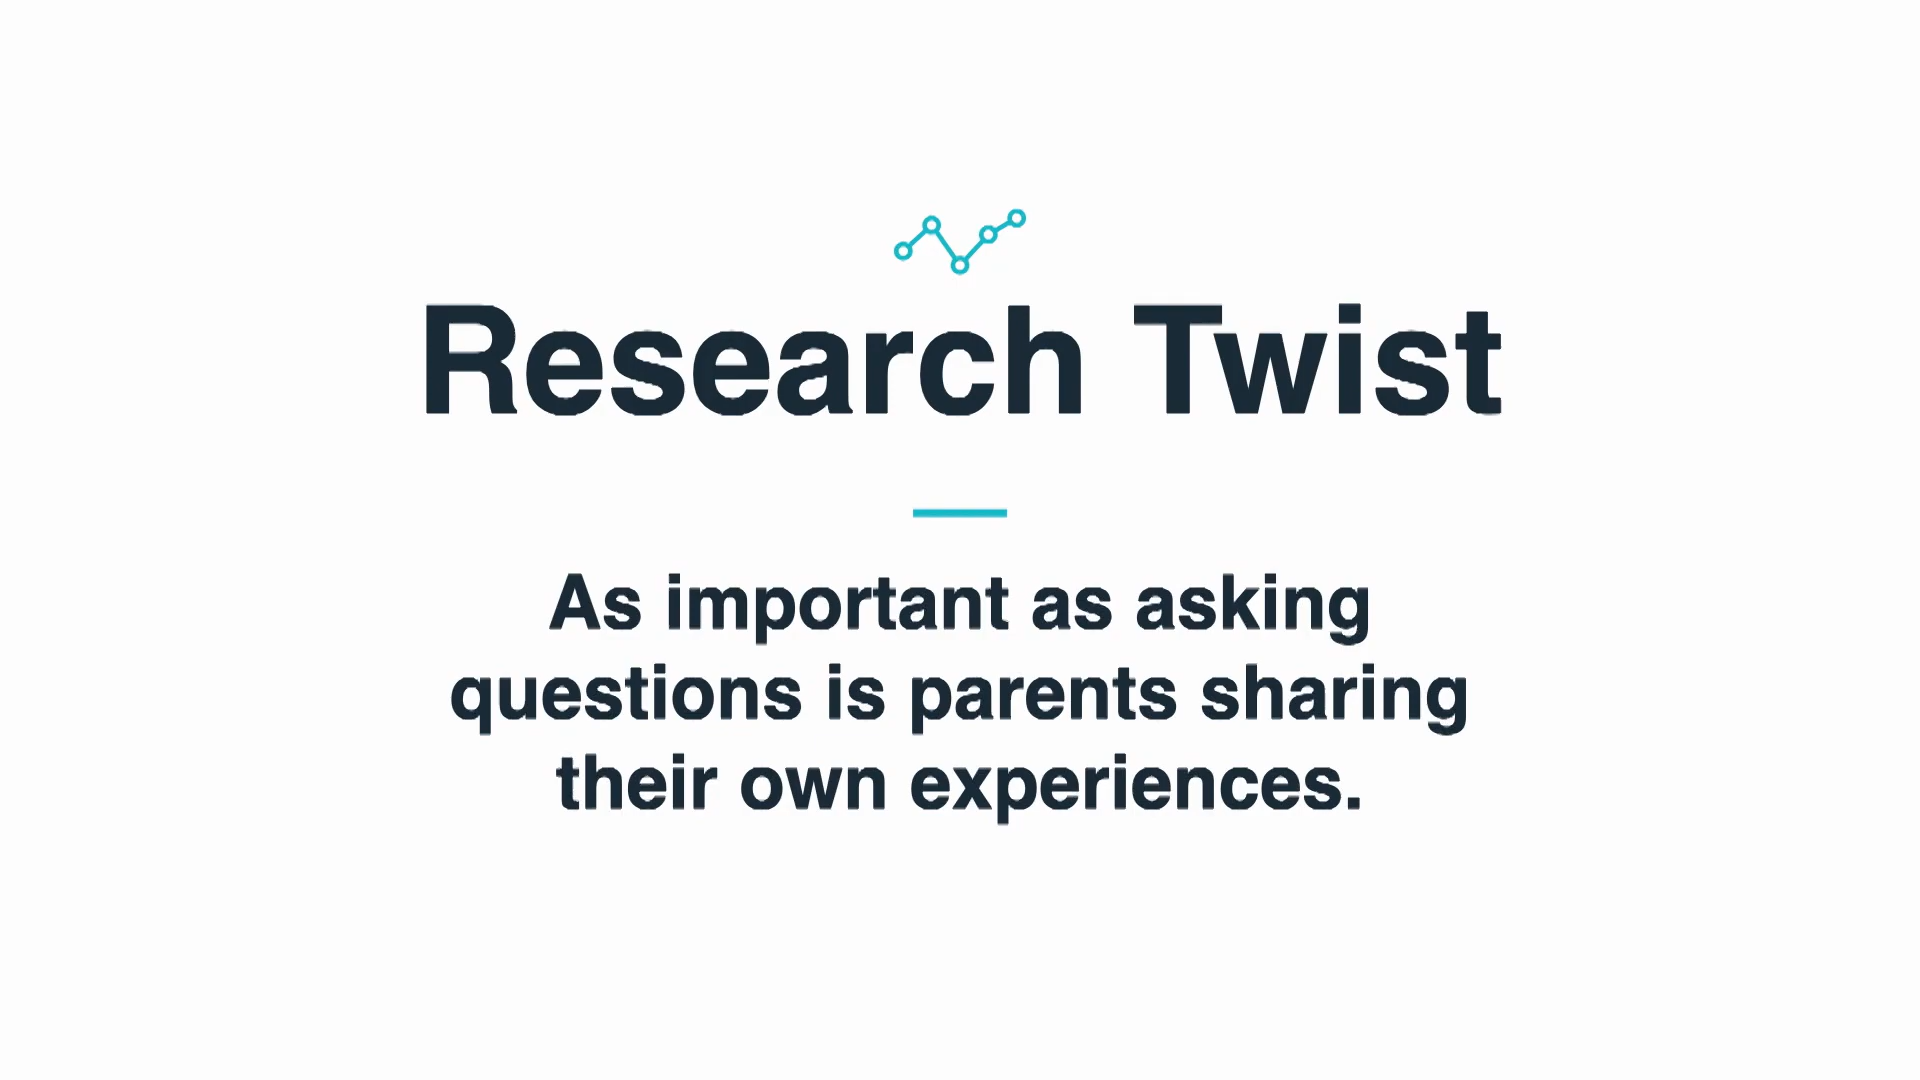 Research Twist
As important as asking
questions is parents sharing
their own experiences.